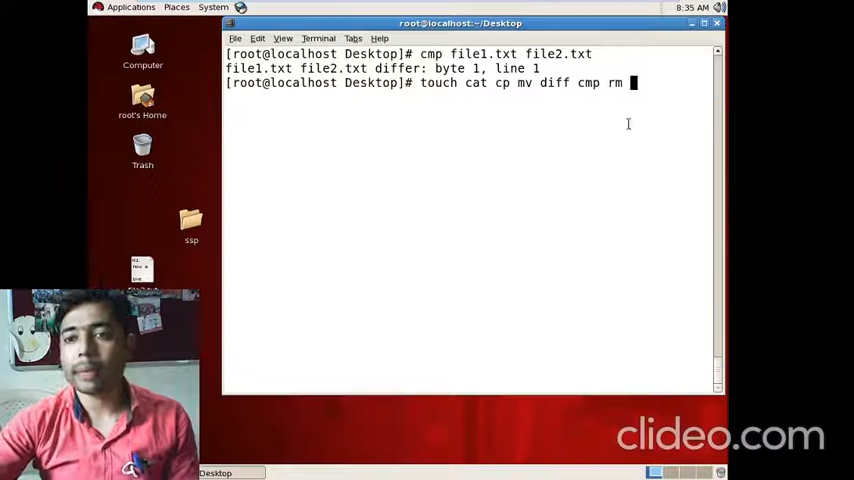 Applications Places System 8:35 AM
root@localhost:~/Desktop
File Edit View Terminal Tabs Help
[root@localhost Desktop]# cmp file1.txt file2.txt
file1.txt file2.txt differ: byte 1, line 1
[root@localhost Desktop]# touch cat cp mv diff cmp rm
Computer
root's Home
Trash
ssp
clideo.com
Desktop